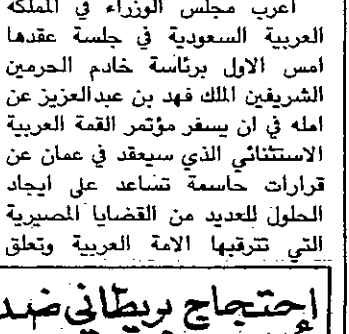 اعرب مجلس الوزراء في المملكة
العربية السعودية في جلسة عقدها
امس الاول برئاسة خادم الحرمين
الشريفين الملك فهد بن عبدالعزيز عن
امله في ان يسفر مؤتمر القمة العربية
الاستثنائي الذي سيعقد في عمان عن
قرارات حاسمة تساعد على ايجاد
الحلول للعديد من القضايا المصيرية
التي تترقبها الامة العربية وتعلق
احتجاج بريطاني ضد